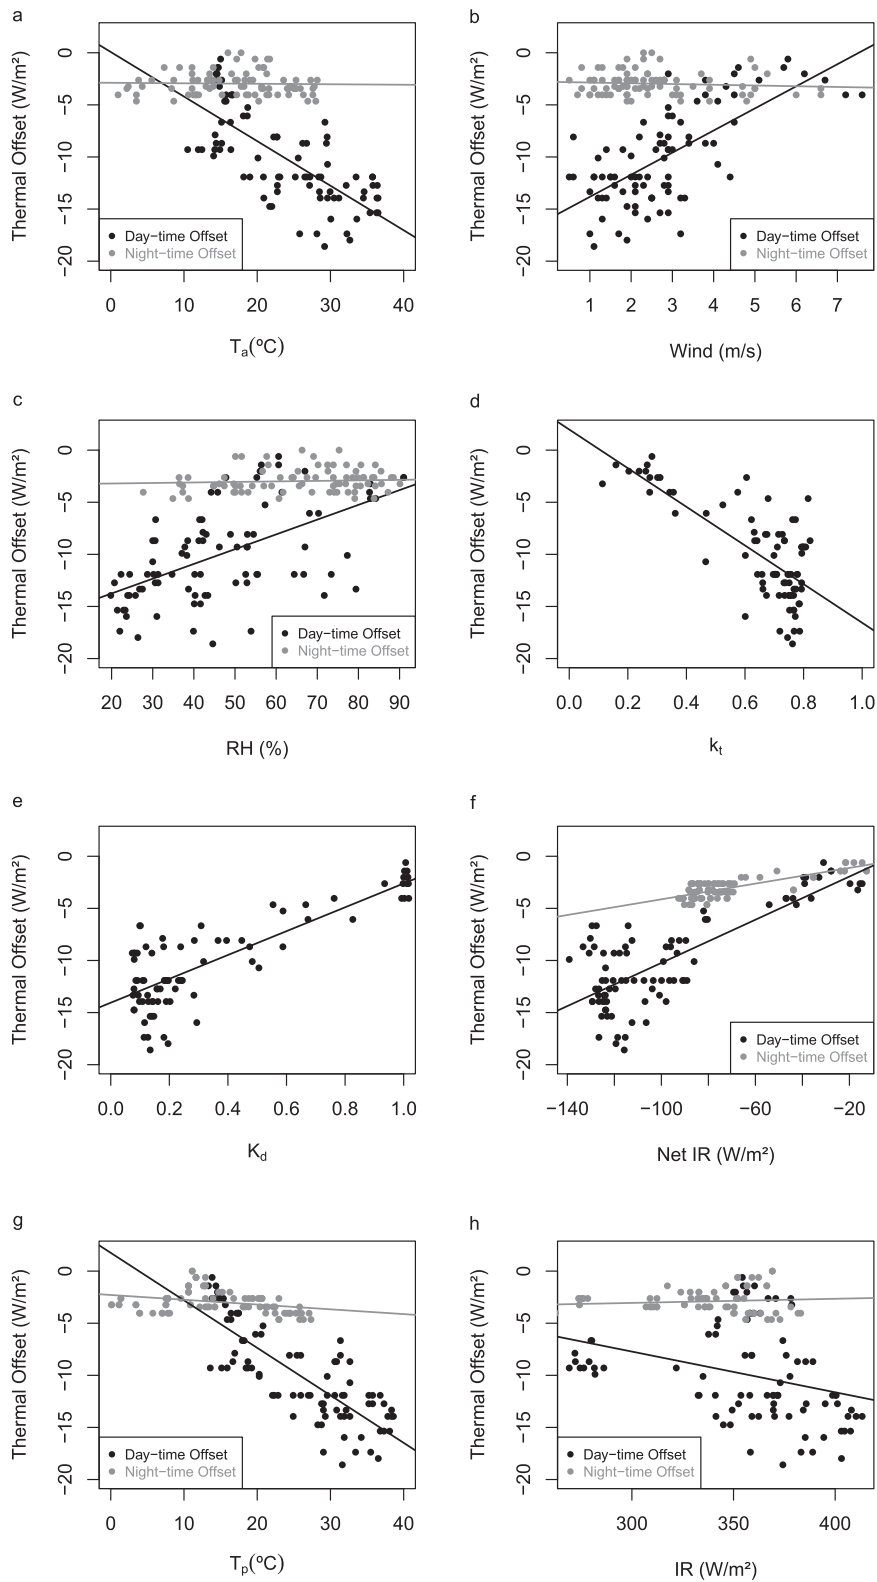 a
Thermal Offset (W/m²)
0
−5
−10
−15
−20
Day−time Offset
Night−time Offset
0 10 20 30 40
Ta(ºC)
b
Thermal Offset (W/m²)
0
−5
−10
−15
−20
Day−time Offset
Night−time Offset
1 2 3 4 5 6 7
Wind (m/s)
c
Thermal Offset (W/m²)
0
−5
−10
−15
−20
Day−time Offset
Night−time Offset
20 30 40 50 60 70 80 90
RH (%)
d
Thermal Offset (W/m²)
0
−5
−10
−15
−20
0.0 0.2 0.4 0.6 0.8 1.0
kt
e
Thermal Offset (W/m²)
0
−5
−10
−15
−20
0.0 0.2 0.4 0.6 0.8 1.0
Kd
f
Thermal Offset (W/m²)
0
−5
−10
−15
−20
Day−time Offset
Night−time Offset
−140 −100 −60 −20
Net IR (W/m²)
g
Thermal Offset (W/m²)
0
−5
−10
−15
−20
Day−time Offset
Night−time Offset
0 10 20 30 40
Tp(ºC)
h
Thermal Offset (W/m²)
0
−5
−10
−15
−20
Day−time Offset
Night−time Offset
300 350 400
IR (W/m²)